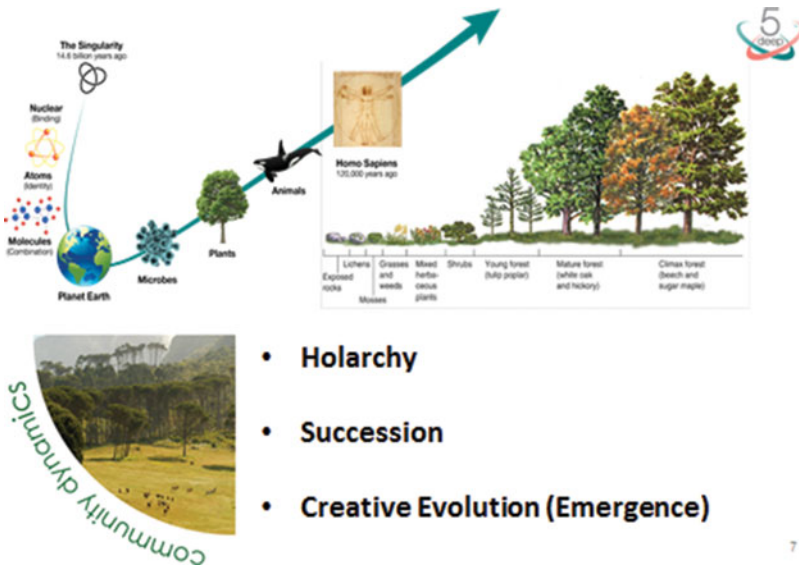 The Singularity
14.6 billion years ago
Nuclear
(Binding)
Atoms
(Identity)
Molecules
(Combination)
Planet Earth
Microbes
Plants
Animals
Homo Sapiens
120,000 years ago
5
deep
Exposed
rocks
Lichens
Mosses
Grasses
and
weeds
Mixed
herba-
ceous
plants
Shrubs
Young forest
(tulip poplar)
Mature forest
(white oak
and hickory)
Climax forest
(beech and
sugar maple)
community dynamics
• Holarchy
• Succession
• Creative Evolution (Emergence)
7